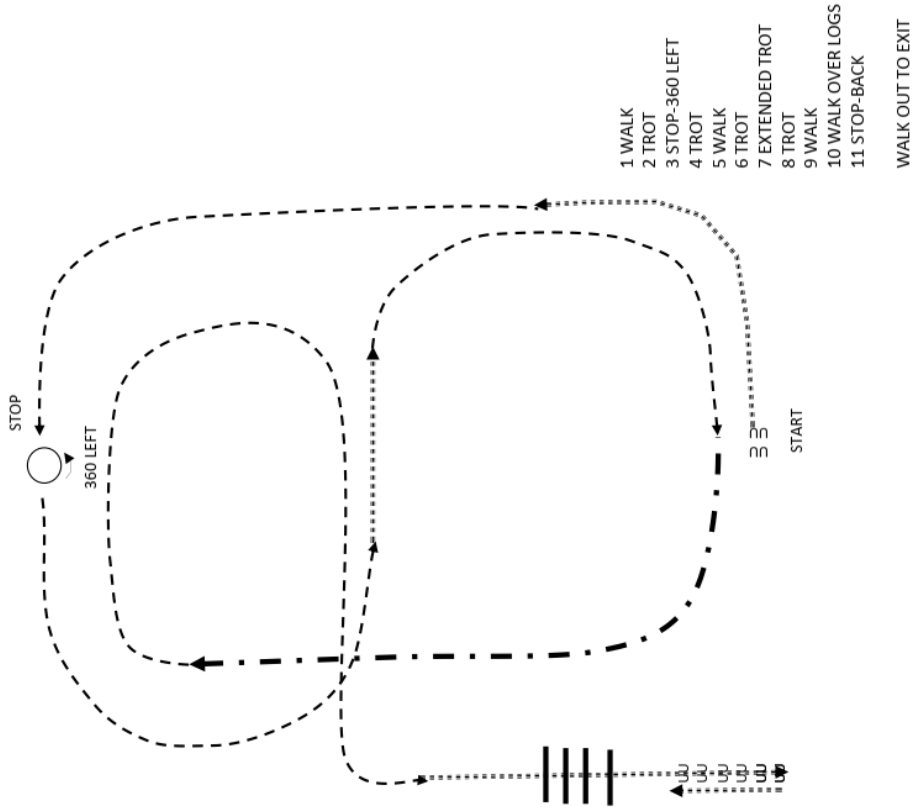 STOP
360 LEFT
START
1 WALK
2 TROT
3 STOP-360 LEFT
4 TROT
5 WALK
6 TROT
7 EXTENDED TROT
8 TROT
9 WALK
10 WALK OVER LOGS
11 STOP-BACK
WALK OUT TO EXIT